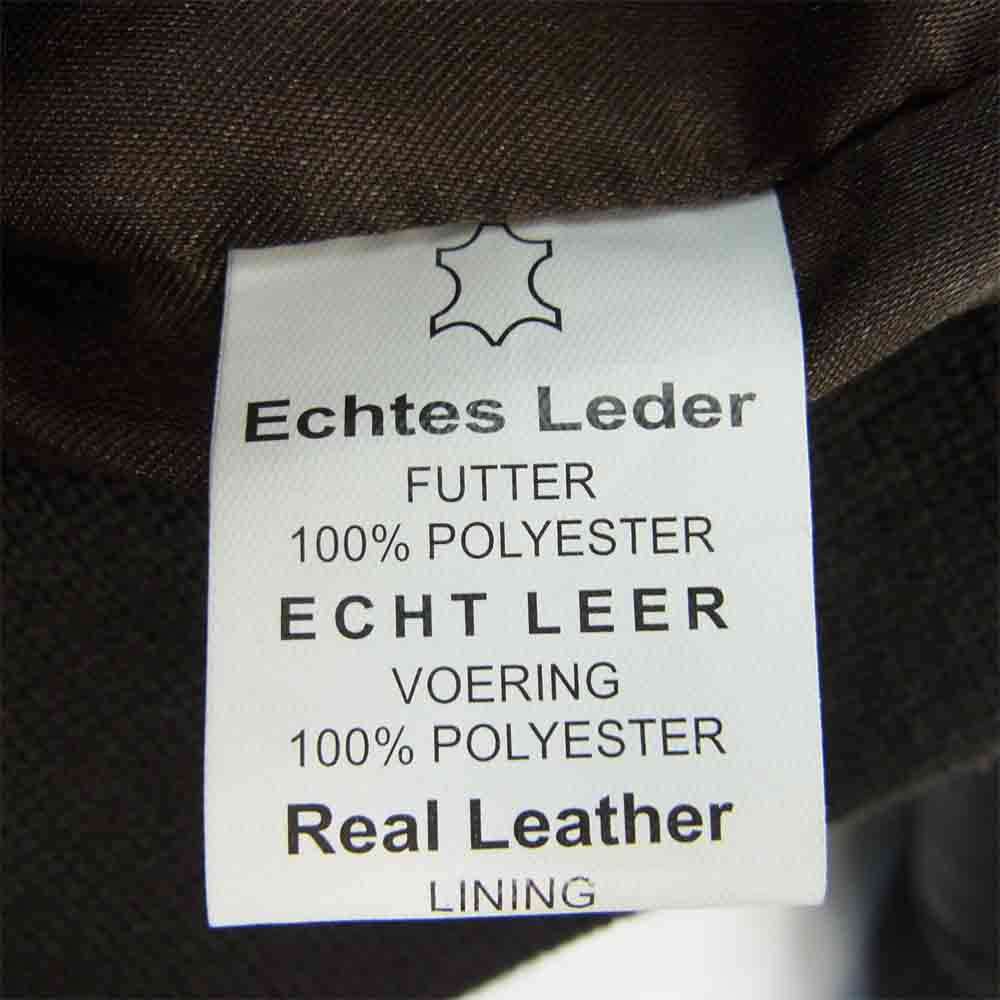 Echtes Leder
FUTTER
100% POLYESTER
ECHT LEER
VOERING
100% POLYESTER
Real Leather
LINING